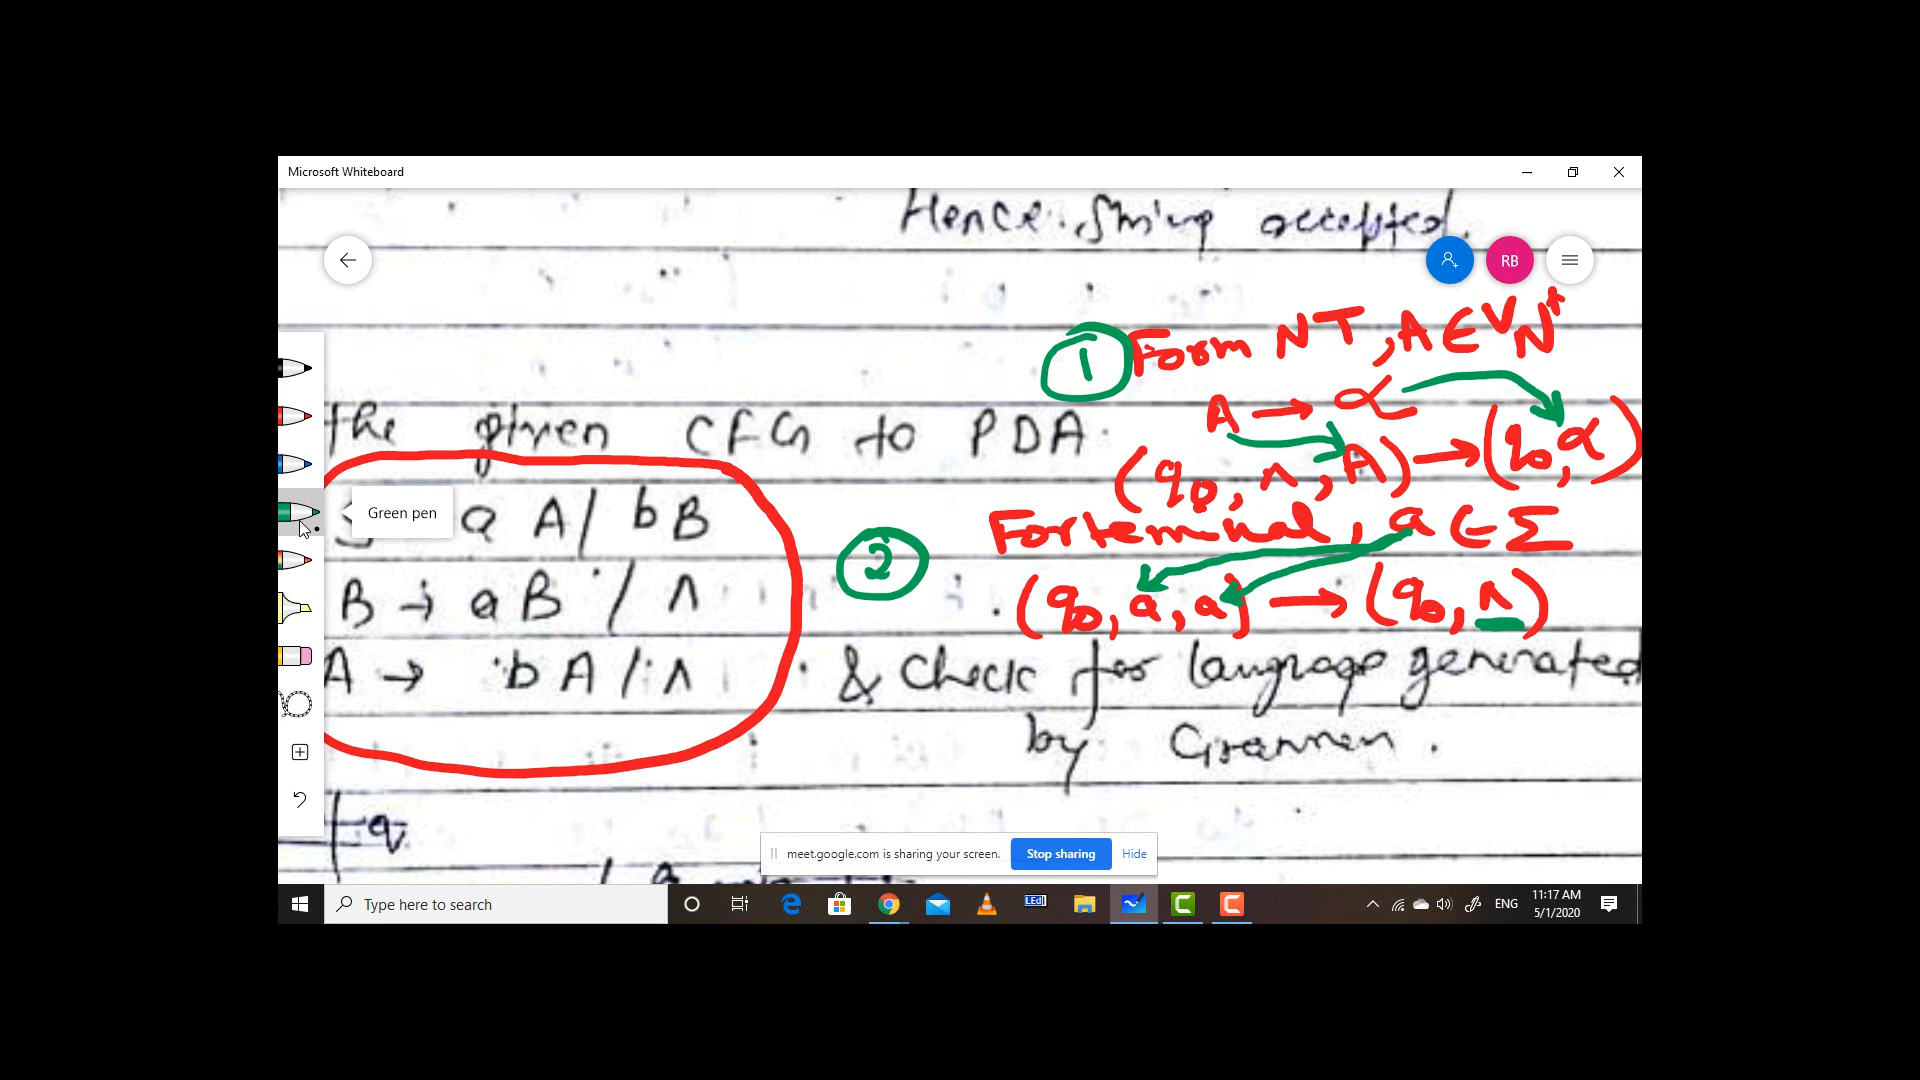 Microsoft Whiteboard
Hence string accepted.
RB
1 Form NT, A ∈ VN*
A → α
the given CFG to PDA.
(q0, ∧, A) → (q0, α)
a A / bB
Green pen
For terminal, a ∈ Σ
2
B → aB / ∧
(q0, a, a) → (q0, ∧)
A → bA / ∧ & Check for language generated
by Grammer.
q
meet.google.com is sharing your screen. Stop sharing Hide
Type here to search
LEd
ENG
11:17 AM
5/1/2020